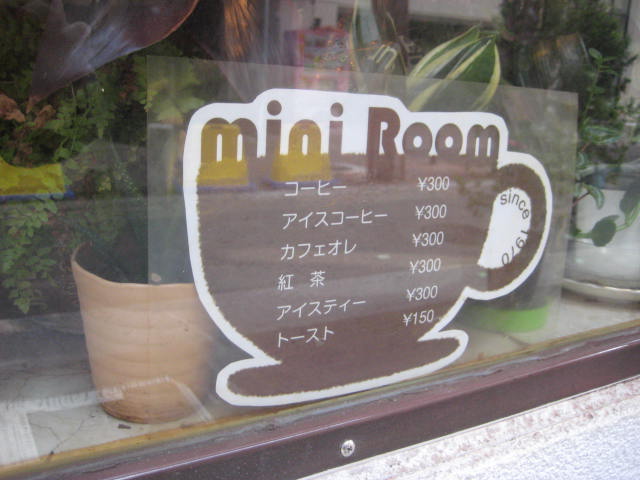 mini Room
コーヒー ¥300
アイスコーヒー ¥300
カフェオレ ¥300
紅 茶 ¥300
アイスティー ¥300
トースト ¥150
since 1970